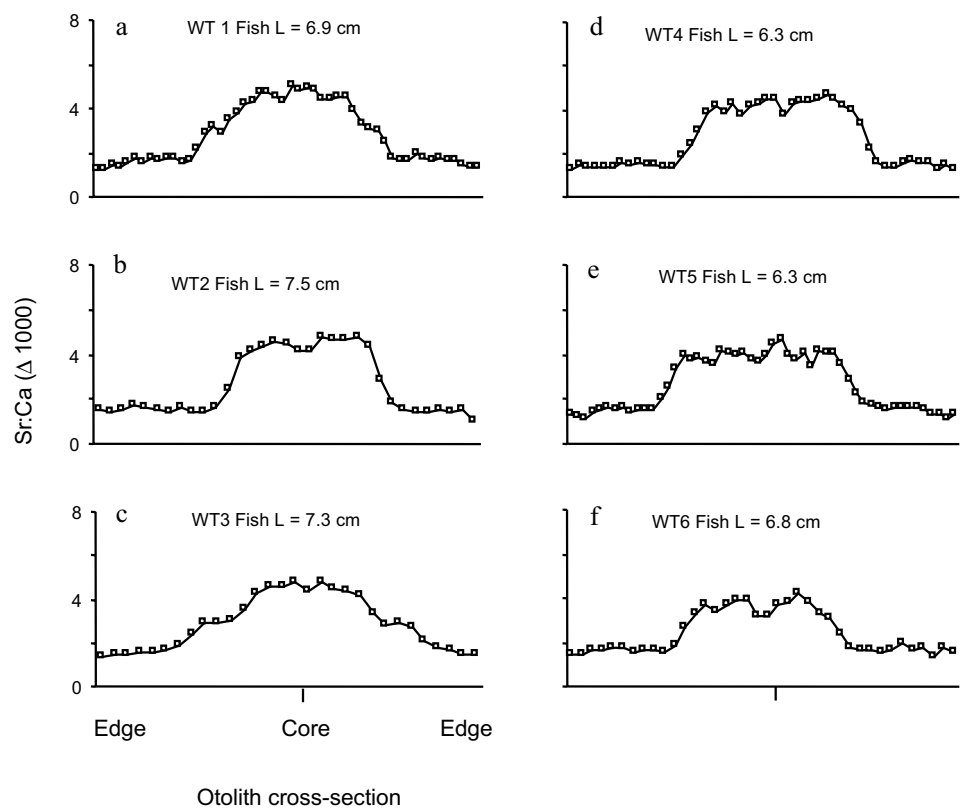 a WT 1 Fish L = 6.9 cm
8
4
0
d WT4 Fish L = 6.3 cm
b WT2 Fish L = 7.5 cm
8
4
0
e WT5 Fish L = 6.3 cm
c WT3 Fish L = 7.3 cm
8
4
0
f WT6 Fish L = 6.8 cm
Sr:Ca (Δ 1000)
Edge Core Edge
Otolith cross-section